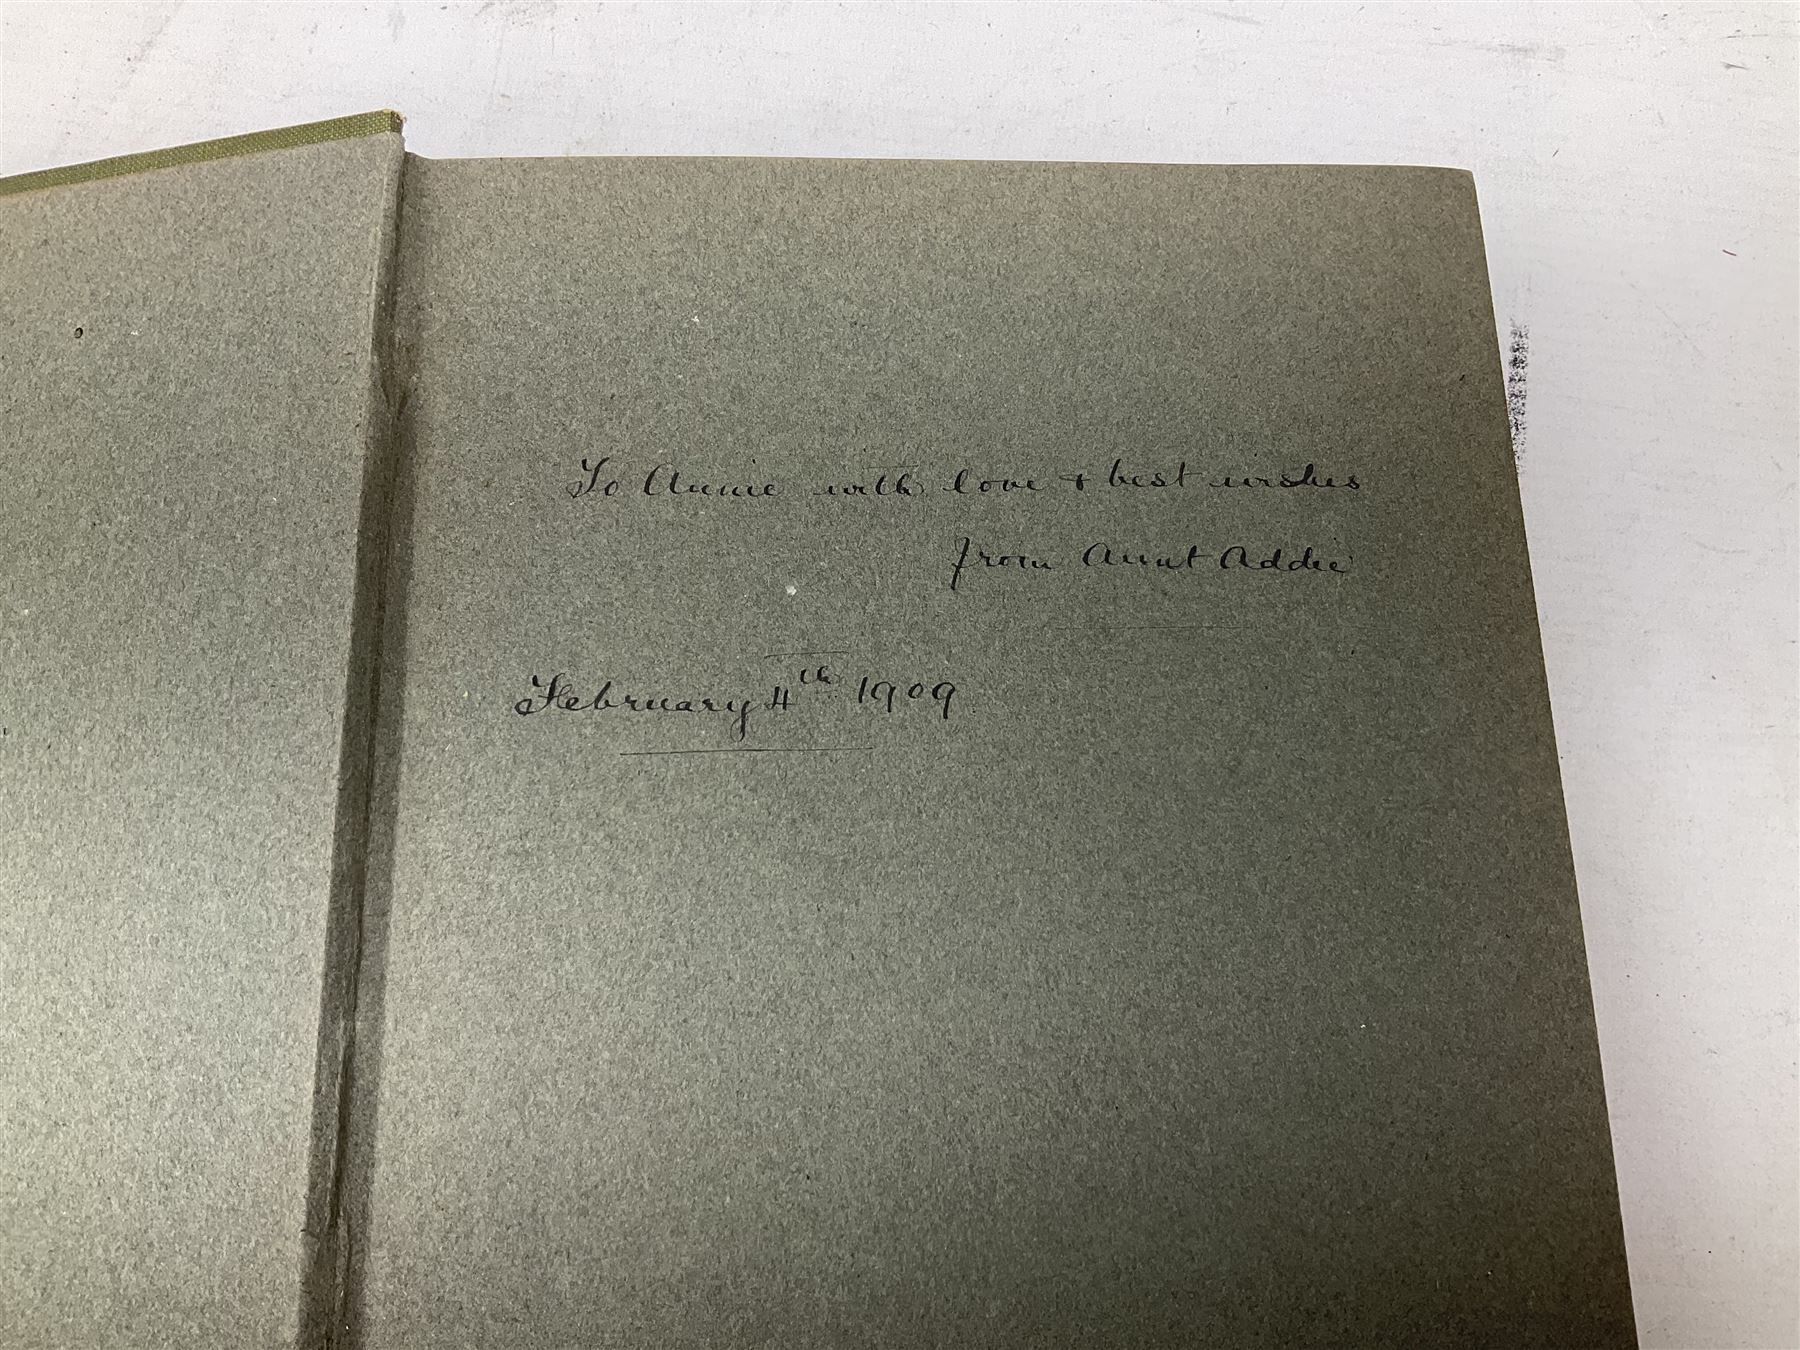 To Annie with love + best wishes
from Aunt Addie
February 4th 1909